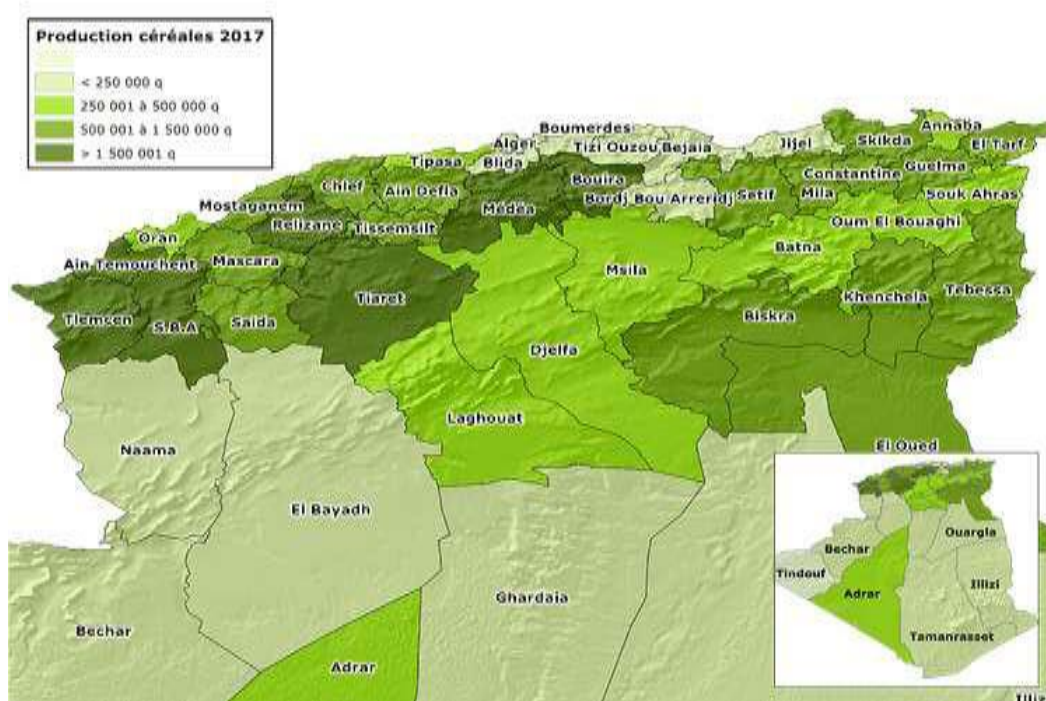 Production céréales 2017
< 250 000 q
250 001 à 500 000 q
500 001 à 1 500 000 q
> 1 500 001 q
Boumerdes
Annaba
Alger
Tizi Ouzou
Bejaia
Jijel
Skikda
El Tarf
Tipasa
Blida
Bouira
Constantine
Guelma
Chlef
Ain Defla
Bordj Bou Arreridj
Setif
Mila
Souk Ahras
Mostaganem
Médéa
Relizane
Tissemsilt
Oum El Bouaghi
Oran
Batna
Ain Temouchent
Mascara
Msila
Tiaret
Khenchela
Tebessa
Tlemcen
S.B.A
Saida
Biskra
Djelfa
Laghouat
Naama
El Oued
El Bayadh
Ghardaia
Bechar
Adrar
Ouargla
Bechar
Tindouf
Illizi
Adrar
Tamanrasset